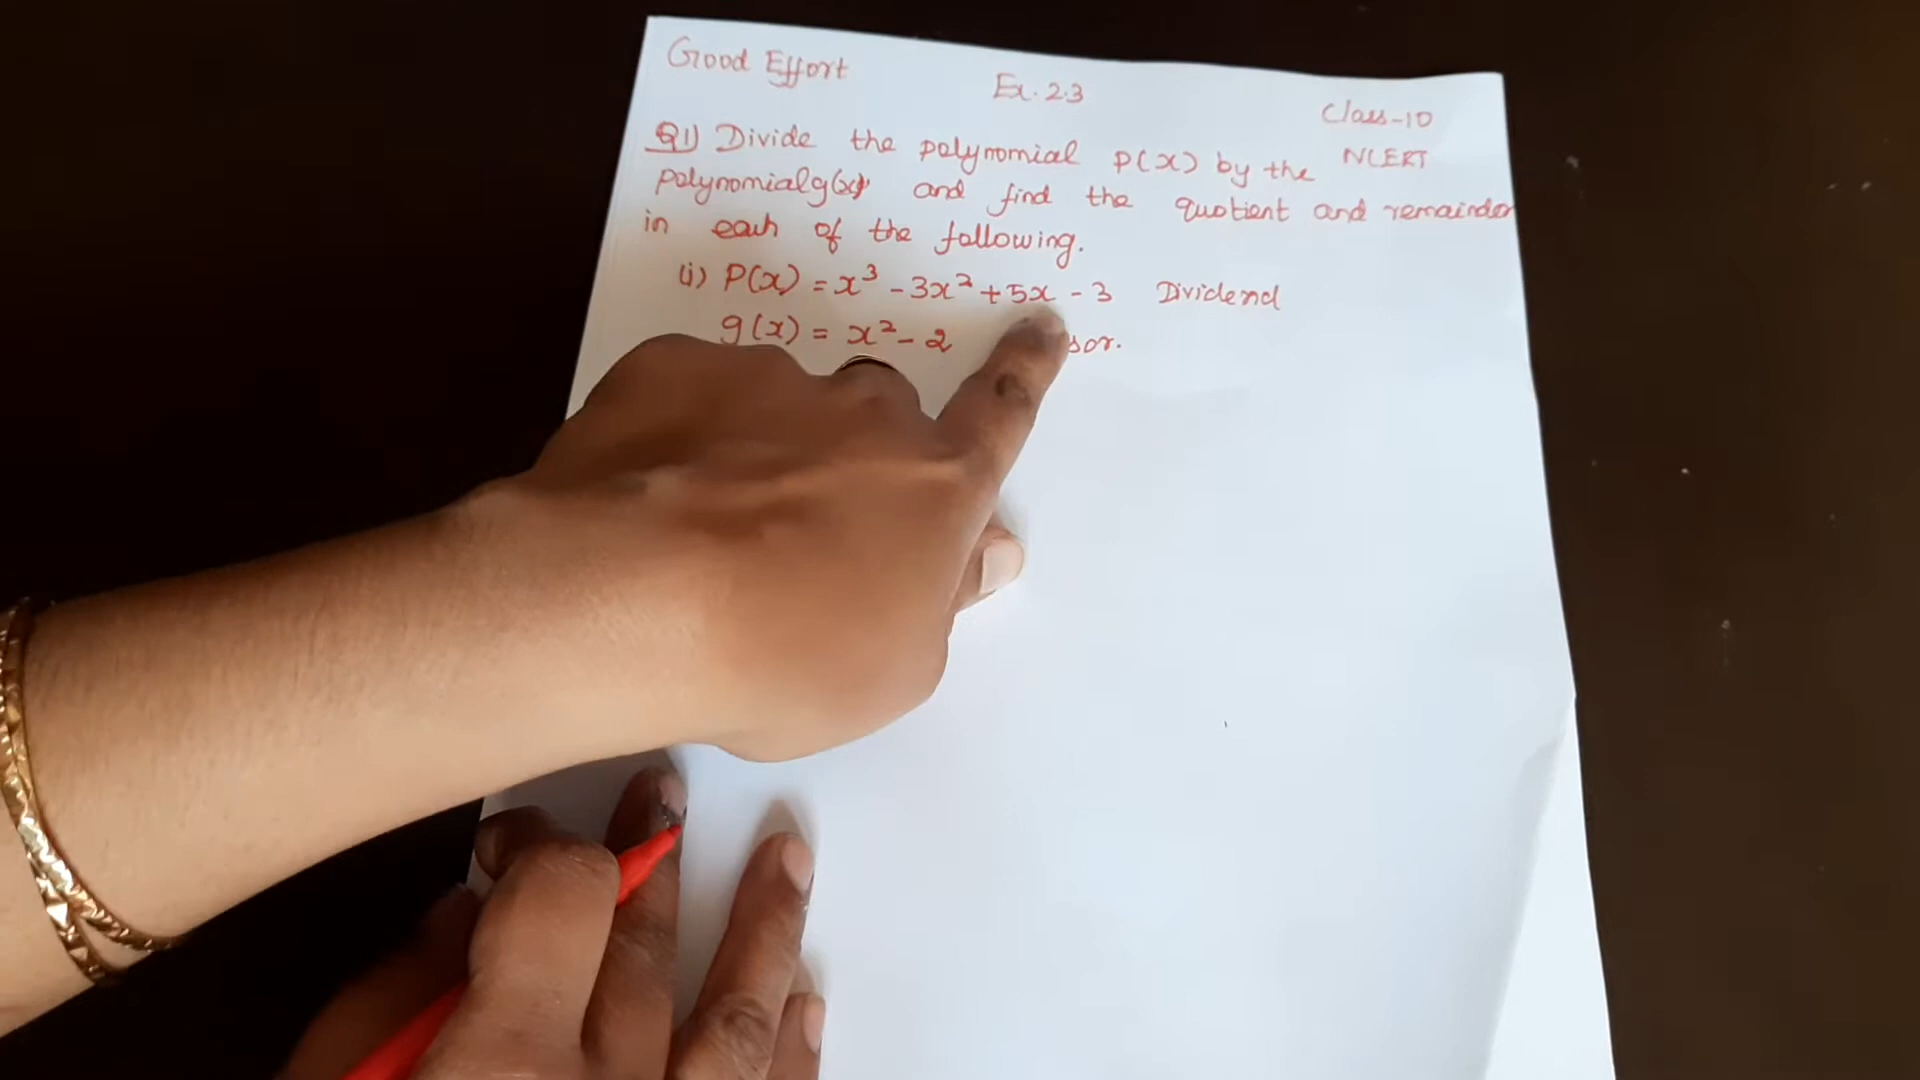 Good Effort
Ex. 2.3
Class-10
NCERT
Q1) Divide the polynomial P(x) by the
polynomial g(x), and find the quotient and remainder
in each of the following.
(i) P(x) = x³ - 3x² + 5x - 3 Dividend
g(x) = x² - 2